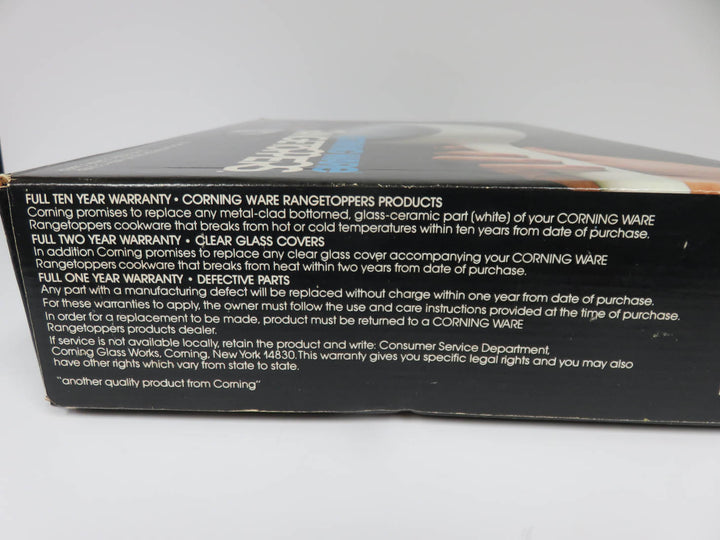 FULL TEN YEAR WARRANTY • CORNING WARE RANGETOPPERS PRODUCTS
Corning promises to replace any metal-clad bottomed, glass-ceramic part (white) of your CORNING WARE
Rangetoppers cookware that breaks from hot or cold temperatures within ten years from date of purchase.
FULL TWO YEAR WARRANTY • CLEAR GLASS COVERS
In addition Corning promises to replace any clear glass cover accompanying your CORNING WARE
Rangetoppers cookware that breaks from heat within two years from date of purchase.
FULL ONE YEAR WARRANTY • DEFECTIVE PARTS
Any part with a manufacturing defect will be replaced without charge within one year from date of purchase.
For these warranties to apply, the owner must follow the use and care instructions provided at the time of purchase.
In order for a replacement to be made, product must be returned to a CORNING WARE
Rangetoppers products dealer.
If service is not available locally, retain the product and write: Consumer Service Department,
Corning Glass Works, Corning, New York 14830. This warranty gives you specific legal rights and you may also
have other rights which vary from state to state.
"another quality product from Corning"